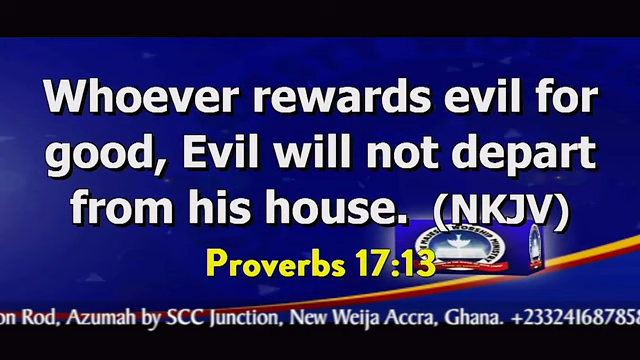 Whoever rewards evil for
good, Evil will not depart
from his house. (NKJV)
Proverbs 17:13
on Rod, Azumah by SCC Junction, New Weija Accra, Ghana. +233241687858